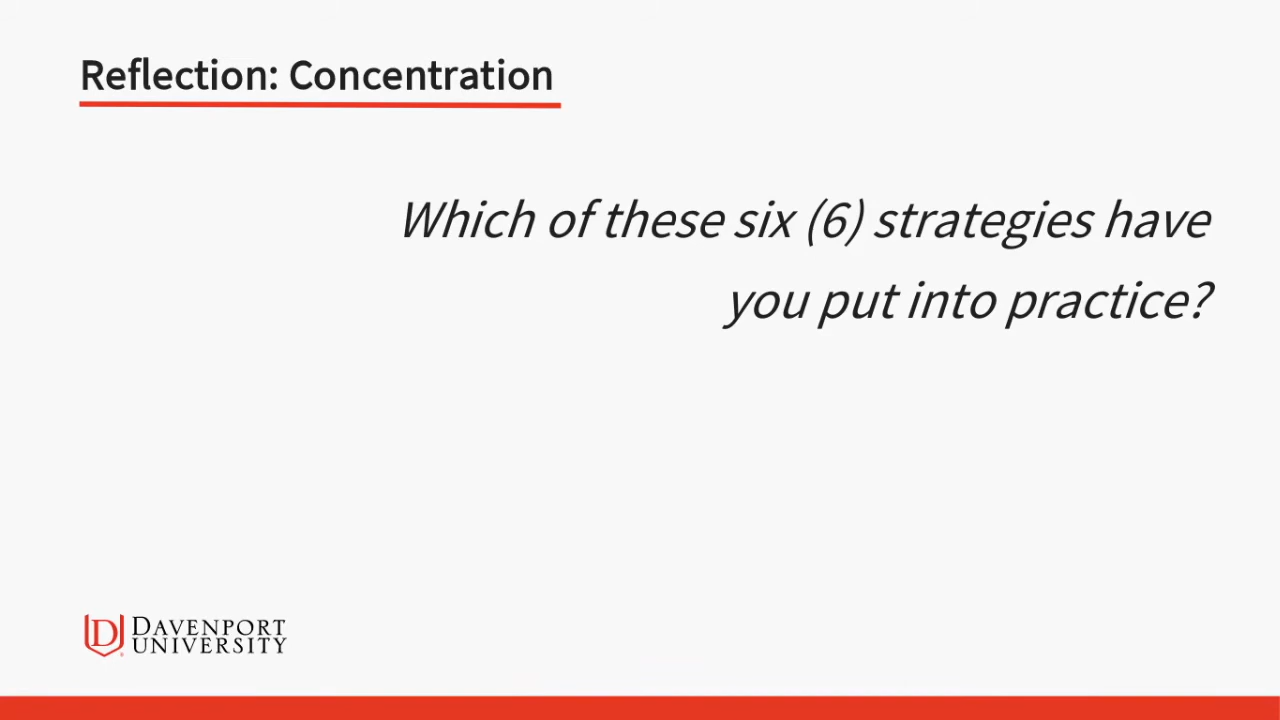 Reflection: Concentration
Which of these six (6) strategies have
you put into practice?
D DAVENPORT
UNIVERSITY